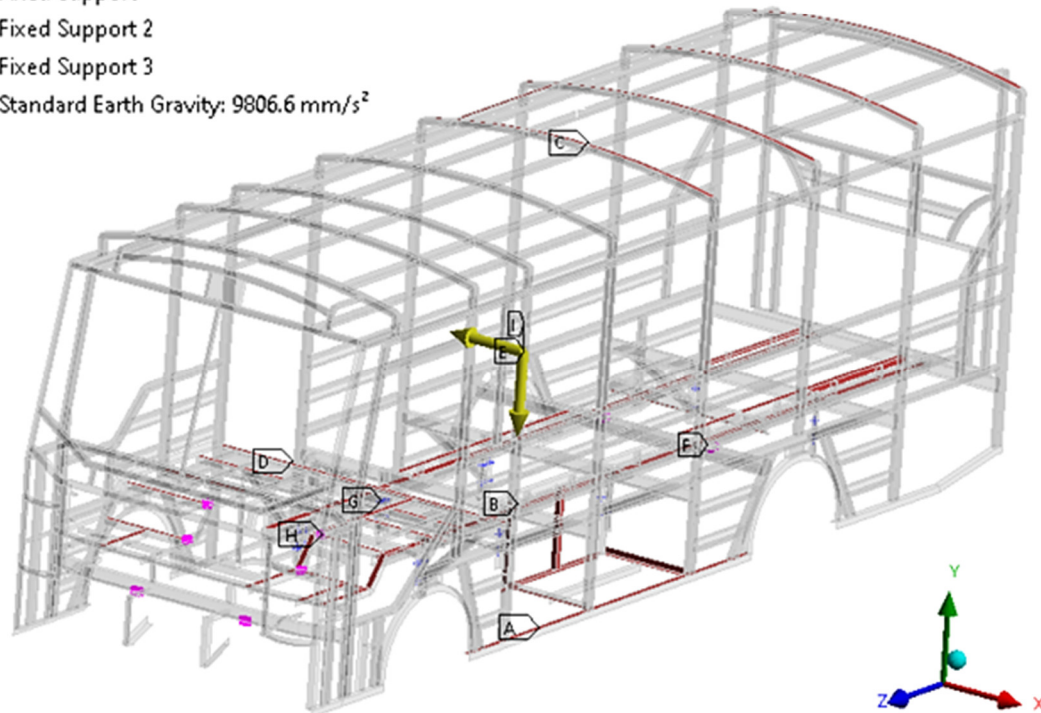 Fixed Support 2
Fixed Support 3
Standard Earth Gravity: 9806.6 mm/s²
C
I
E
D
F
G
B
H
A
Y
Z
X